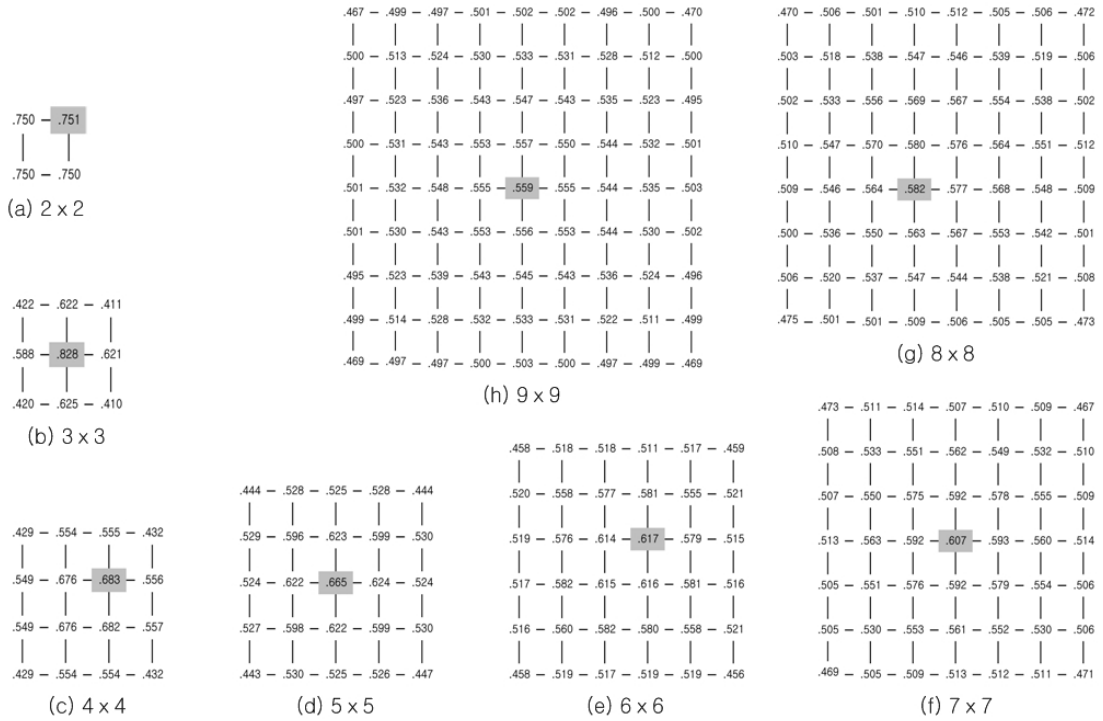 .750 – .751
.750 – .750
(a) 2 x 2
.422 – .622 – .411
.588 – .828 – .621
.420 – .625 – .410
(b) 3 x 3
.429 – .554 – .555 – .432
.549 – .676 – .683 – .556
.549 – .676 – .682 – .557
.429 – .554 – .554 – .432
(c) 4 x 4
.444 – .528 – .525 – .528 – .444
.529 – .596 – .623 – .599 – .530
.524 – .622 – .665 – .624 – .524
.527 – .598 – .622 – .599 – .530
.443 – .530 – .525 – .526 – .447
(d) 5 x 5
.458 – .518 – .518 – .511 – .517 – .459
.520 – .558 – .577 – .581 – .555 – .521
.519 – .576 – .614 – .617 – .579 – .515
.517 – .582 – .615 – .616 – .581 – .516
.516 – .560 – .582 – .580 – .558 – .521
.458 – .519 – .517 – .519 – .519 – .456
(e) 6 x 6
.473 – .511 – .514 – .507 – .510 – .509 – .467
.508 – .533 – .551 – .562 – .549 – .532 – .510
.507 – .550 – .575 – .592 – .578 – .555 – .509
.513 – .563 – .592 – .607 – .593 – .560 – .514
.505 – .551 – .576 – .592 – .579 – .554 – .506
.505 – .530 – .553 – .561 – .552 – .530 – .506
.469 – .505 – .509 – .513 – .512 – .511 – .471
(f) 7 x 7
.470 – .506 – .501 – .510 – .512 – .505 – .506 – .472
.503 – .518 – .538 – .547 – .546 – .539 – .519 – .506
.502 – .533 – .556 – .569 – .567 – .554 – .538 – .502
.510 – .547 – .570 – .580 – .576 – .564 – .551 – .512
.509 – .546 – .564 – .582 – .577 – .568 – .548 – .509
.500 – .536 – .550 – .563 – .567 – .553 – .542 – .501
.506 – .520 – .537 – .547 – .544 – .538 – .521 – .508
.475 – .501 – .501 – .509 – .506 – .505 – .505 – .473
(g) 8 x 8
.467 – .499 – .497 – .501 – .502 – .502 – .496 – .500 – .470
.500 – .513 – .524 – .530 – .533 – .531 – .528 – .512 – .500
.497 – .523 – .536 – .543 – .547 – .543 – .535 – .523 – .495
.500 – .531 – .543 – .553 – .557 – .550 – .544 – .532 – .501
.501 – .532 – .548 – .555 – .559 – .555 – .544 – .535 – .503
.501 – .530 – .543 – .553 – .556 – .553 – .544 – .530 – .502
.495 – .523 – .539 – .543 – .545 – .543 – .536 – .524 – .496
.499 – .514 – .528 – .532 – .533 – .531 – .522 – .511 – .499
.469 – .497 – .497 – .500 – .503 – .500 – .497 – .499 – .469
(h) 9 x 9